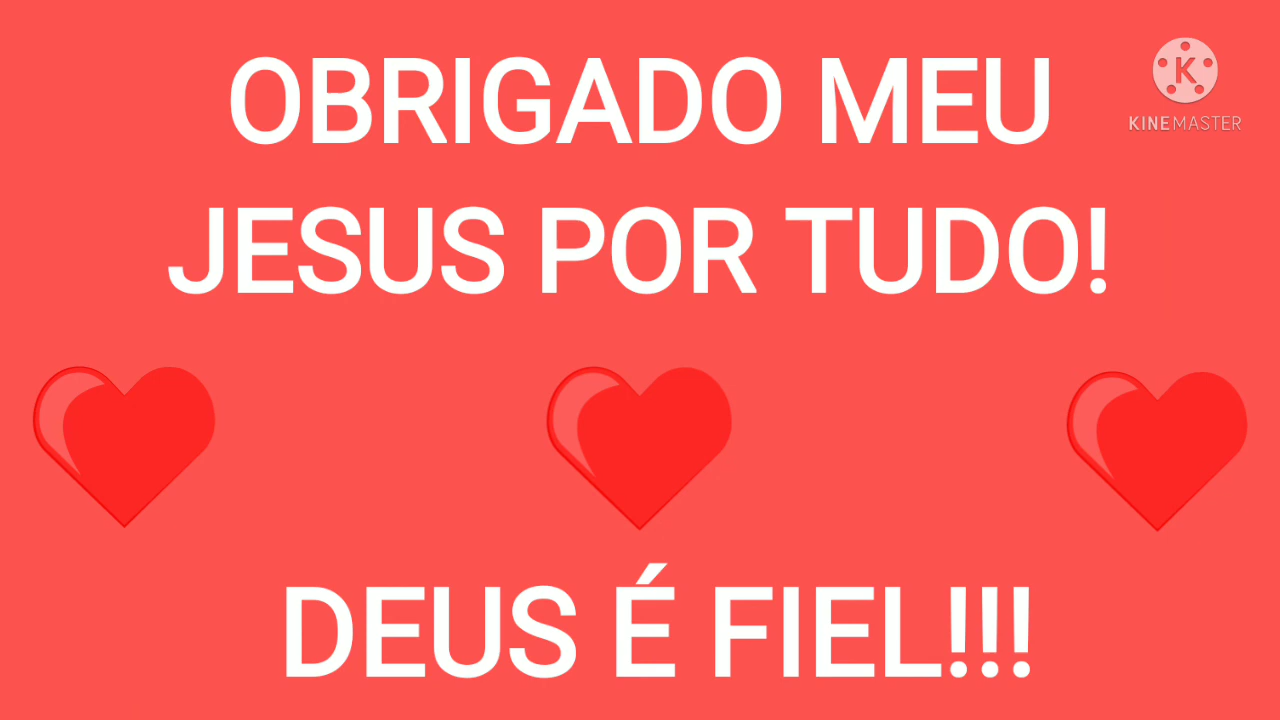 OBRIGADO MEU
K
KINEMASTER
JESUS POR TUDO!
DEUS É FIEL!!!